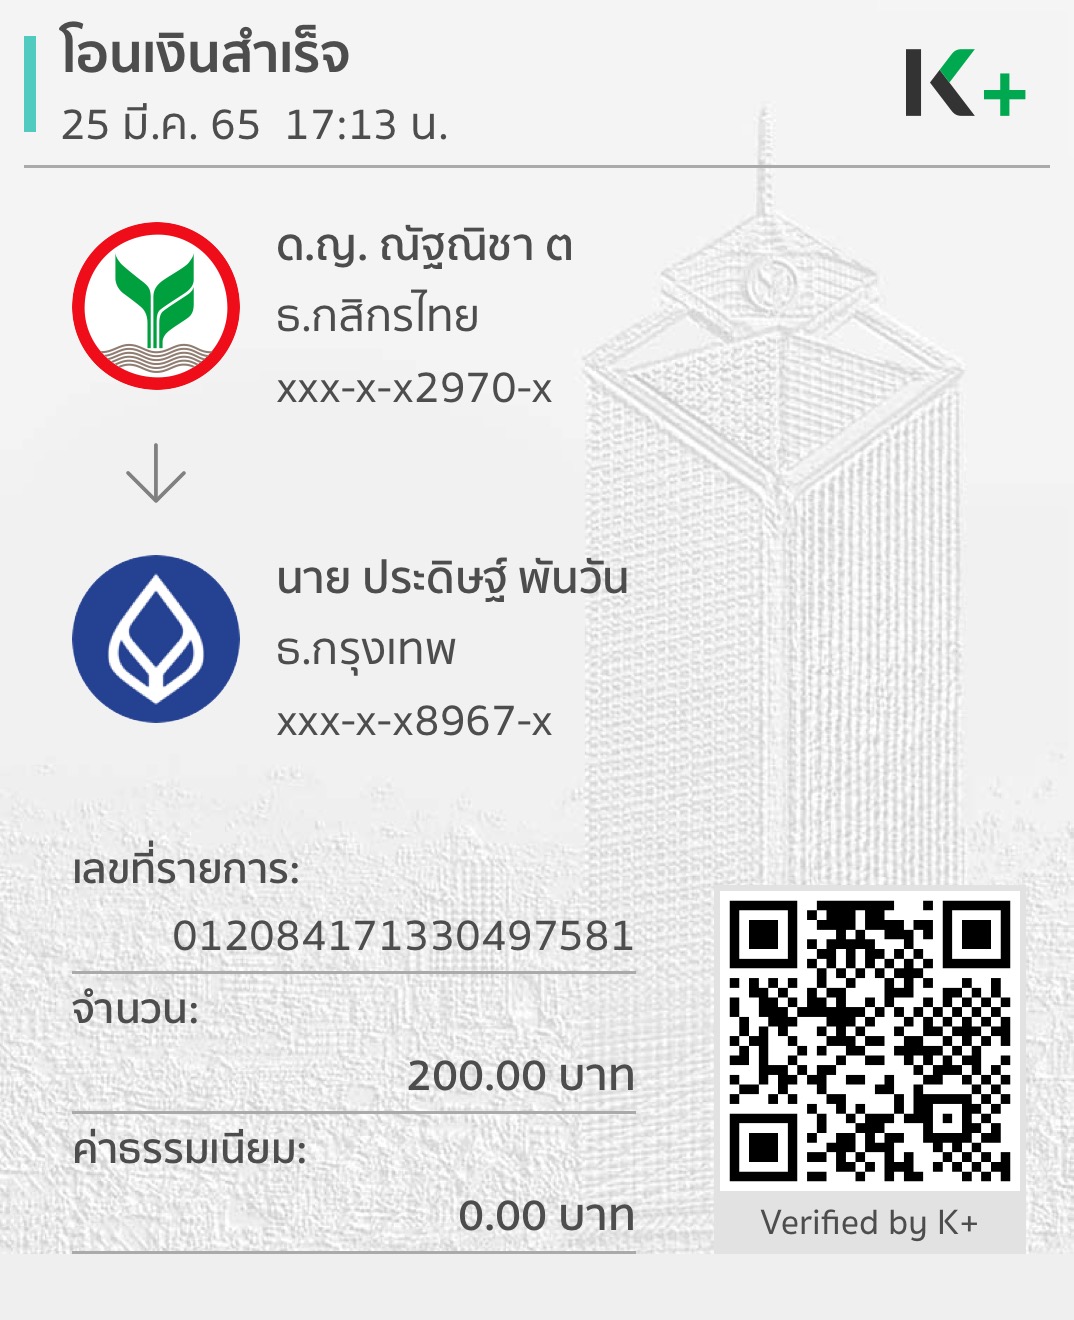 โอนเงินสำเร็จ
25 มี.ค. 65  17:13 น.
K+
ด.ญ. ณัฐณิชา ต
ธ.กสิกรไทย
xxx-x-x2970-x
นาย ประดิษฐ์ พันวัน
ธ.กรุงเทพ
xxx-x-x8967-x
เลขที่รายการ:
012084171330497581
จำนวน:
200.00 บาท
ค่าธรรมเนียม:
0.00 บาท
Verified by K+